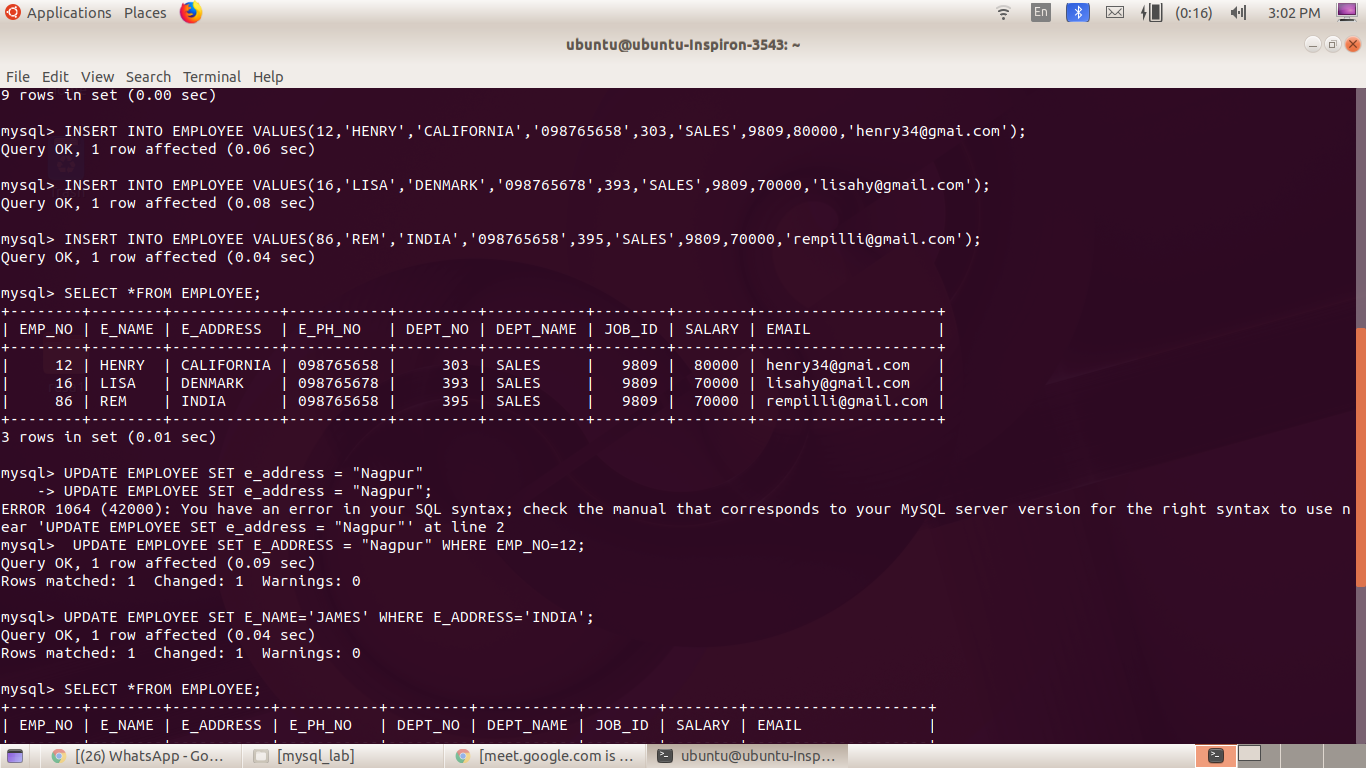 Applications Places En (0:16) 3:02 PM
ubuntu@ubuntu-Inspiron-3543: ~
File Edit View Search Terminal Help
9 rows in set (0.00 sec)
mysql> INSERT INTO EMPLOYEE VALUES(12,'HENRY','CALIFORNIA','098765658',303,'SALES',9809,80000,'henry34@gmai.com');
Query OK, 1 row affected (0.06 sec)
mysql> INSERT INTO EMPLOYEE VALUES(16,'LISA','DENMARK','098765678',393,'SALES',9809,70000,'lisahy@gmail.com');
Query OK, 1 row affected (0.08 sec)
mysql> INSERT INTO EMPLOYEE VALUES(86,'REM','INDIA','098765658',395,'SALES',9809,70000,'rempilli@gmail.com');
Query OK, 1 row affected (0.04 sec)
mysql> SELECT *FROM EMPLOYEE;
+--------+--------+------------+-----------+---------+-----------+--------+--------+--------------------+
| EMP_NO | E_NAME | E_ADDRESS  | E_PH_NO   | DEPT_NO | DEPT_NAME | JOB_ID | SALARY | EMAIL              |
+--------+--------+------------+-----------+---------+-----------+--------+--------+--------------------+
|     12 | HENRY  | CALIFORNIA | 098765658 |     303 | SALES     |   9809 |  80000 | henry34@gmai.com   |
|     16 | LISA   | DENMARK    | 098765678 |     393 | SALES     |   9809 |  70000 | lisahy@gmail.com   |
|     86 | REM    | INDIA      | 098765658 |     395 | SALES     |   9809 |  70000 | rempilli@gmail.com |
+--------+--------+------------+-----------+---------+-----------+--------+--------+--------------------+
3 rows in set (0.01 sec)
mysql> UPDATE EMPLOYEE SET e_address = "Nagpur"
    -> UPDATE EMPLOYEE SET e_address = "Nagpur";
ERROR 1064 (42000): You have an error in your SQL syntax; check the manual that corresponds to your MySQL server version for the right syntax to use n
ear 'UPDATE EMPLOYEE SET e_address = "Nagpur"' at line 2
mysql>  UPDATE EMPLOYEE SET E_ADDRESS = "Nagpur" WHERE EMP_NO=12;
Query OK, 1 row affected (0.09 sec)
Rows matched: 1  Changed: 1  Warnings: 0
mysql> UPDATE EMPLOYEE SET E_NAME='JAMES' WHERE E_ADDRESS='INDIA';
Query OK, 1 row affected (0.04 sec)
Rows matched: 1  Changed: 1  Warnings: 0
mysql> SELECT *FROM EMPLOYEE;
+--------+--------+-----------+-----------+---------+-----------+--------+--------+--------------------+
| EMP_NO | E_NAME | E_ADDRESS | E_PH_NO   | DEPT_NO | DEPT_NAME | JOB_ID | SALARY | EMAIL              |
[(26) WhatsApp - Go... [mysql_lab] [meet.google.com is ... ubuntu@ubuntu-Insp...